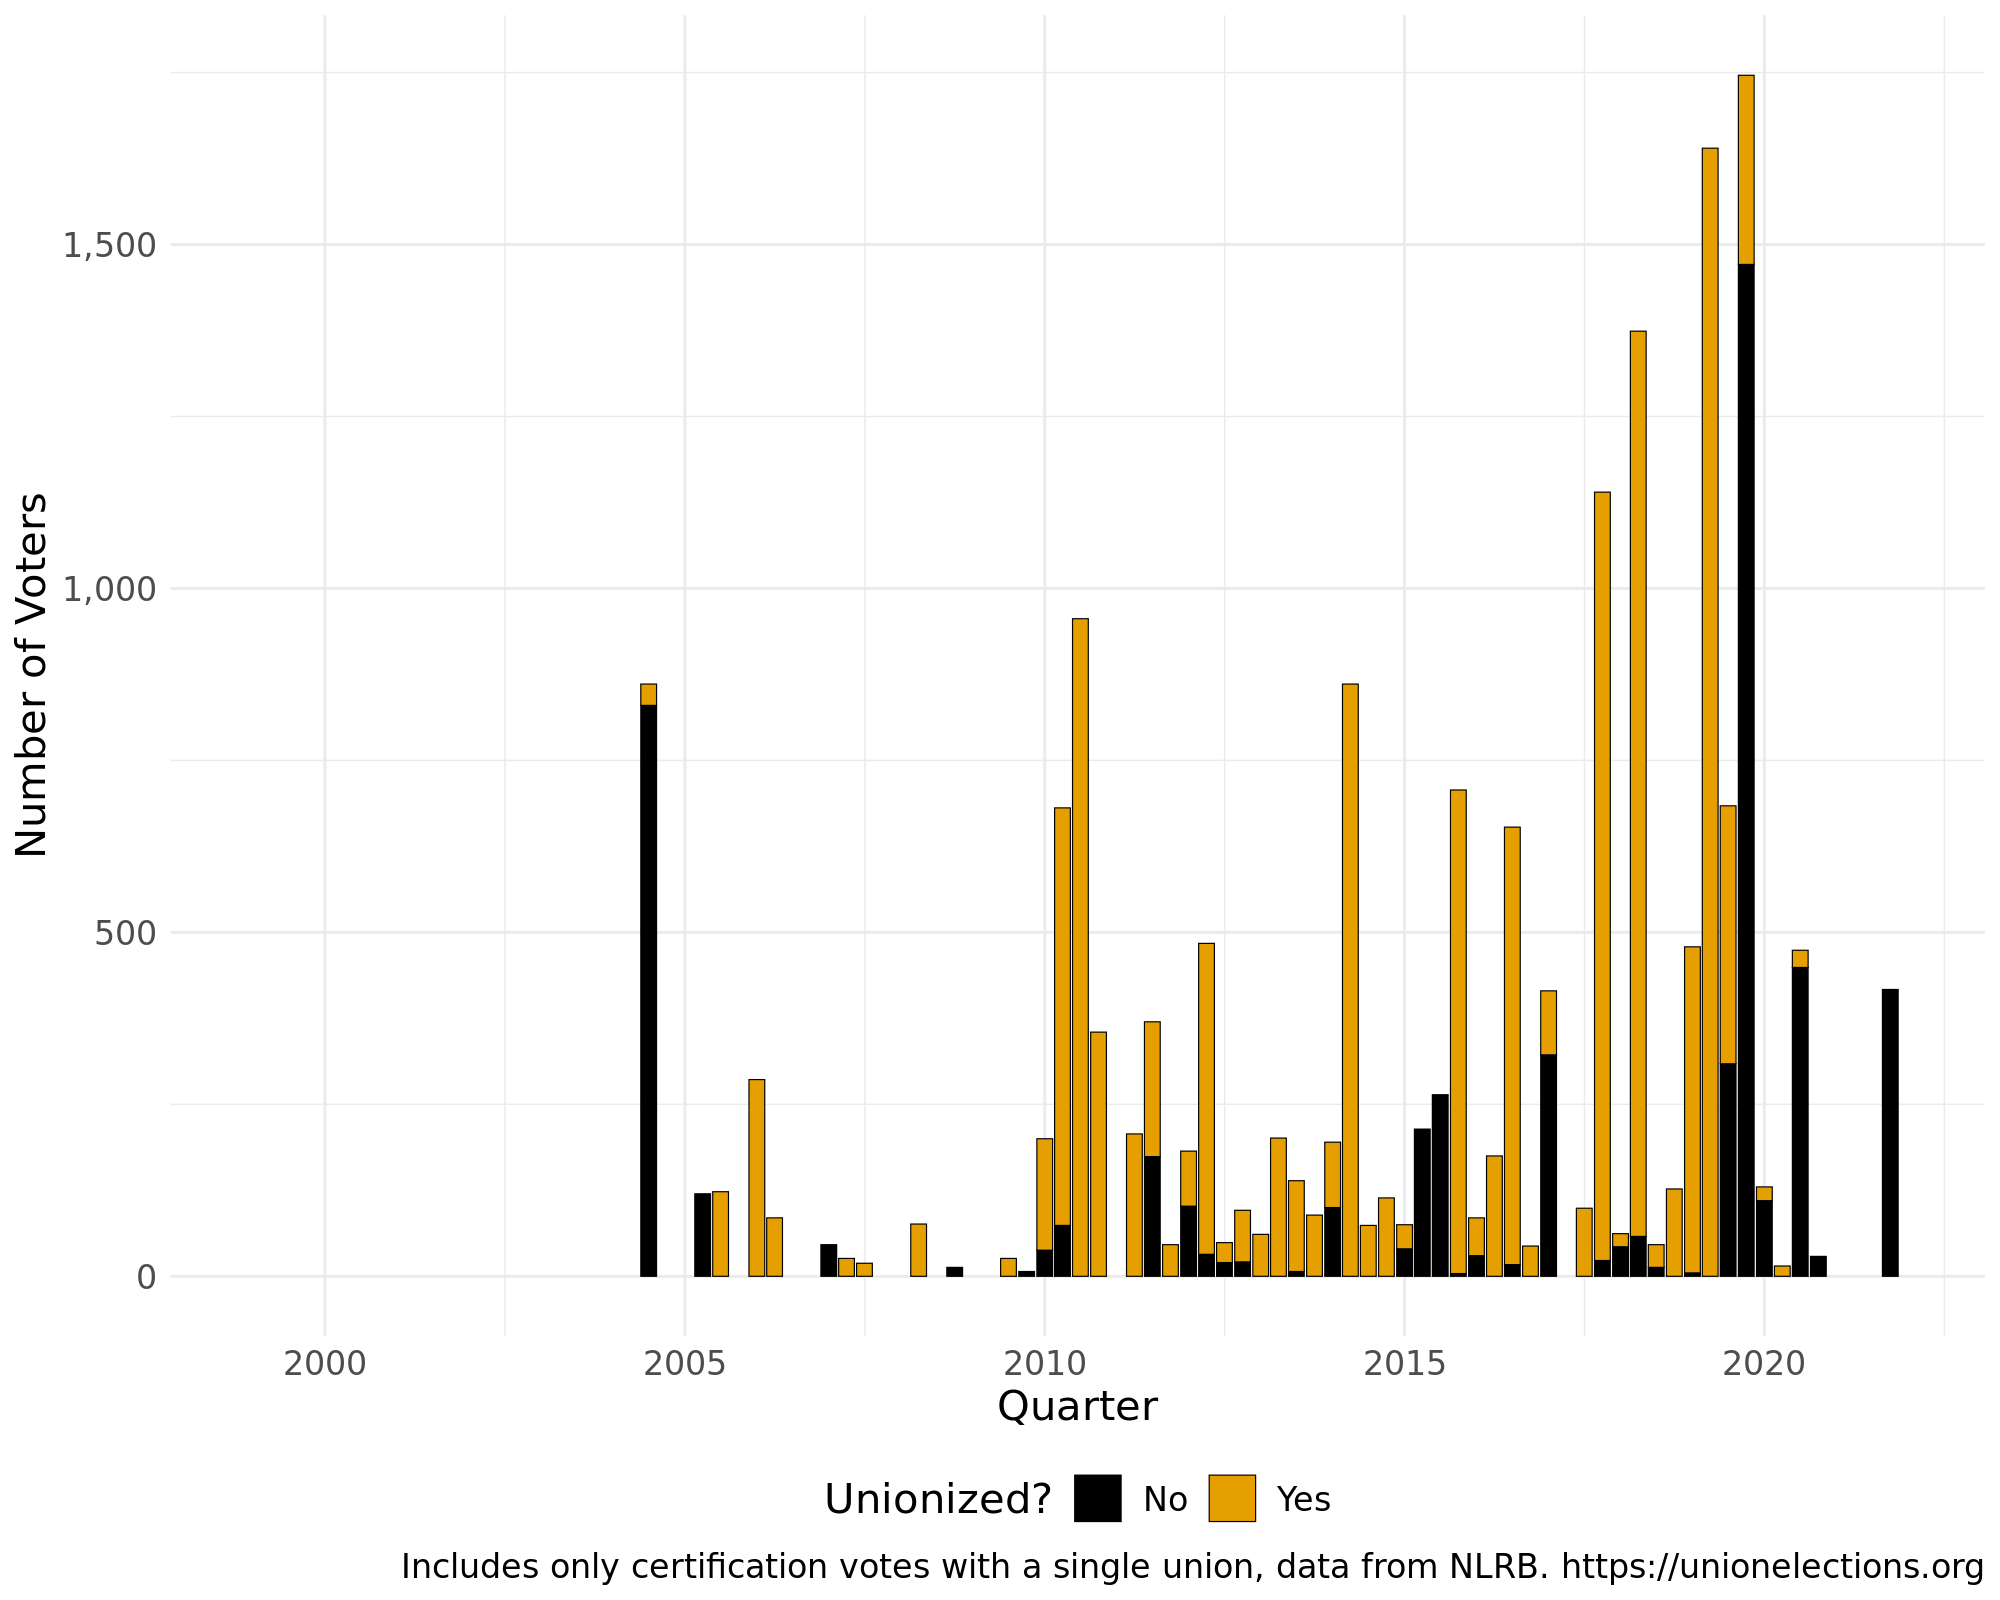 Number of Voters
1,500
1,000
500
0
2000 2005 2010 2015 2020
Quarter
Unionized? No Yes
Includes only certification votes with a single union, data from NLRB. https://unionelections.org